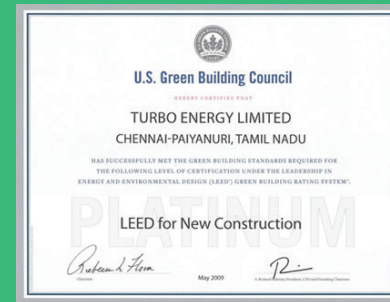 U.S. Green Building Council
HEREBY CERTIFIES THAT
TURBO ENERGY LIMITED
CHENNAI-PAIYANURI, TAMIL NADU
HAS SUCCESSFULLY MET THE GREEN BUILDING STANDARDS REQUIRED FOR
THE FOLLOWING LEVEL OF CERTIFICATION UNDER THE LEADERSHIP IN
ENERGY AND ENVIRONMENTAL DESIGN (LEED®) GREEN BUILDING RATING SYSTEM™.
PLATINUM
LEED for New Construction
May 2009